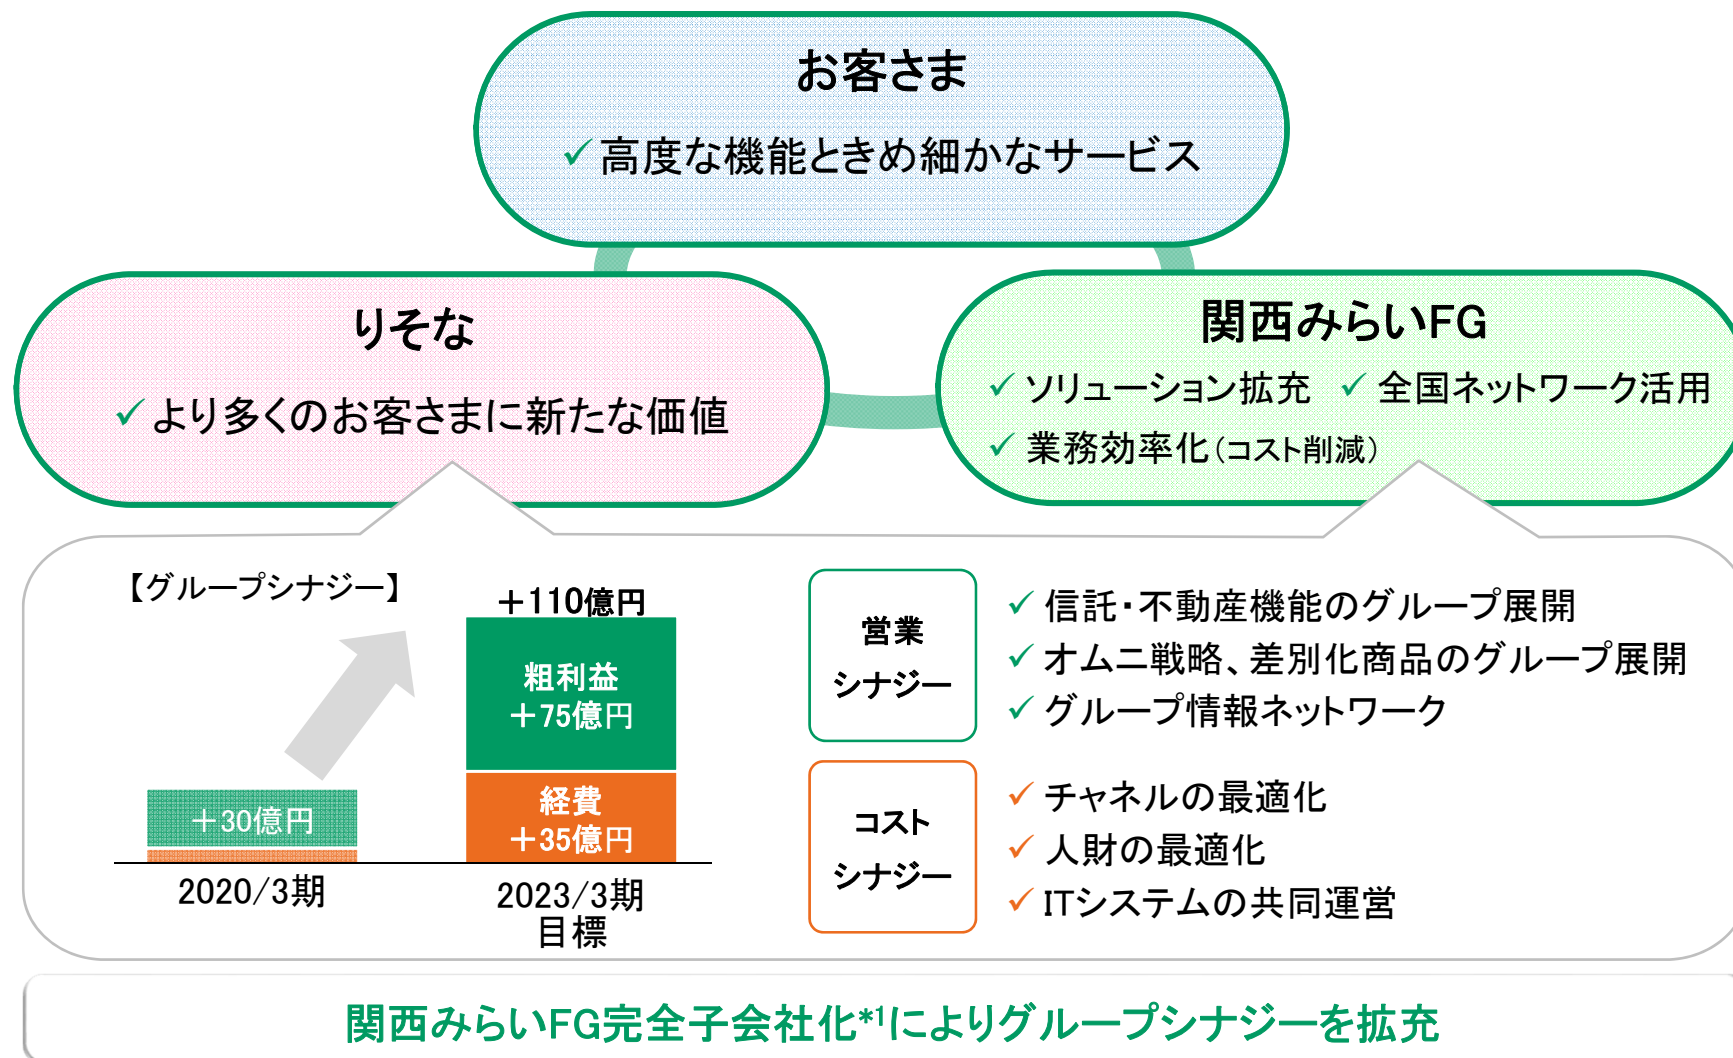 お客さま
✓高度な機能ときめ細かなサービス
りそな
✓より多くのお客さまに新たな価値
関西みらいFG
✓ソリューション拡充 ✓全国ネットワーク活用
✓業務効率化(コスト削減)
【グループシナジー】
+110億円
粗利益
+75億円
経費
+35億円
+30億円
2020/3期
2023/3期
目標
営業
シナジー
✓信託・不動産機能のグループ展開
✓オムニ戦略、差別化商品のグループ展開
✓グループ情報ネットワーク
コスト
シナジー
✓チャネルの最適化
✓人財の最適化
✓ITシステムの共同運営
関西みらいFG完全子会社化*1によりグループシナジーを拡充